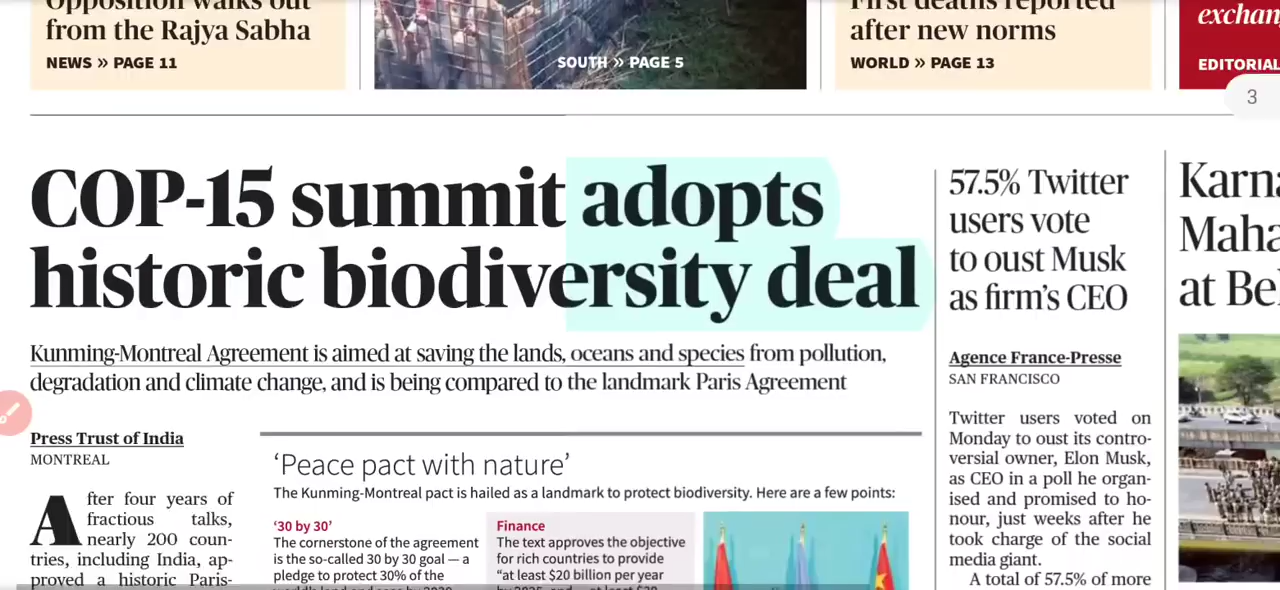 Opposition walks out
from the Rajya Sabha
NEWS » PAGE 11
SOUTH » PAGE 5
First deaths reported
after new norms
WORLD » PAGE 13
exchan
EDITORIAL
3
COP-15 summit adopts
historic biodiversity deal
Kunming-Montreal Agreement is aimed at saving the lands, oceans and species from pollution,
degradation and climate change, and is being compared to the landmark Paris Agreement
Press Trust of India
MONTREAL
After four years of
fractious talks,
nearly 200 coun-
tries, including India, ap-
proved a historic Paris-
'Peace pact with nature'
The Kunming-Montreal pact is hailed as a landmark to protect biodiversity. Here are a few points:
'30 by 30'
The cornerstone of the agreement
is the so-called 30 by 30 goal — a
pledge to protect 30% of the
Finance
The text approves the objective
for rich countries to provide
"at least $20 billion per year
57.5% Twitter
users vote
to oust Musk
as firm's CEO
Agence France-Presse
SAN FRANCISCO
Twitter users voted on
Monday to oust its contro-
versial owner, Elon Musk,
as CEO in a poll he organ-
ised and promised to ho-
nour, just weeks after he
took charge of the social
media giant.
A total of 57.5% of more
Karna
Maha
at Bel